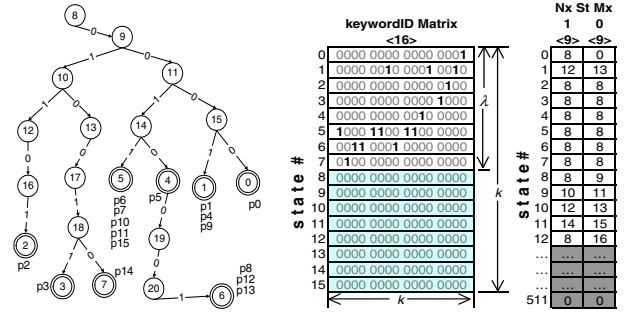 8
0
9
1
0
10
11
1
0
1
0
12
13
14
15
0
0
1
0
1
0
16
17
5
4
1
0
1
1
p6
p7
p10
p11
p15
p5
p1
p4
p9
p0
0
2
p2
18
0
1
19
0
p3
3
7
p14
20
1
6
p8
p12
p13
keywordID Matrix
<16>
state #
0 0000 0000 0000 0001
1 0000 0010 0001 0010
2 0000 0000 0000 0100
3 0000 0000 0000 1000
4 0000 0000 0100 0000
5 1000 1100 1100 0000
6 0011 0001 0000 0000
7 0100 0000 0000 0000
8 0000 0000 0000 0000
9 0000 0000 0000 0000
10 0000 0000 0000 0000
11 0000 0000 0000 0000
12 0000 0000 0000 0000
13 0000 0000 0000 0000
14 0000 0000 0000 0000
15 0000 0000 0000 0000
λ
k
k
Nx St Mx
1 0
<9> <9>
state #
0 8 0
1 12 13
2 8 8
3 8 8
4 8 8
5 8 8
6 8 8
7 8 8
8 8 9
9 10 11
10 12 13
11 14 15
12 8 16
... ... ...
... ... ...
... ... ...
511 0 0